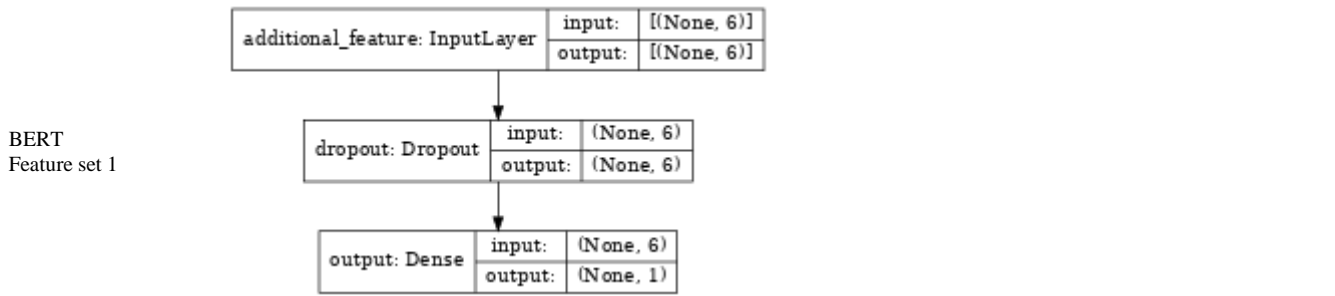 additional_feature: InputLayer
input:
[(None, 6)]
output:
[(None, 6)]
BERT
Feature set 1
dropout: Dropout
input:
(None, 6)
output:
(None, 6)
output: Dense
input:
(None, 6)
output:
(None, 1)